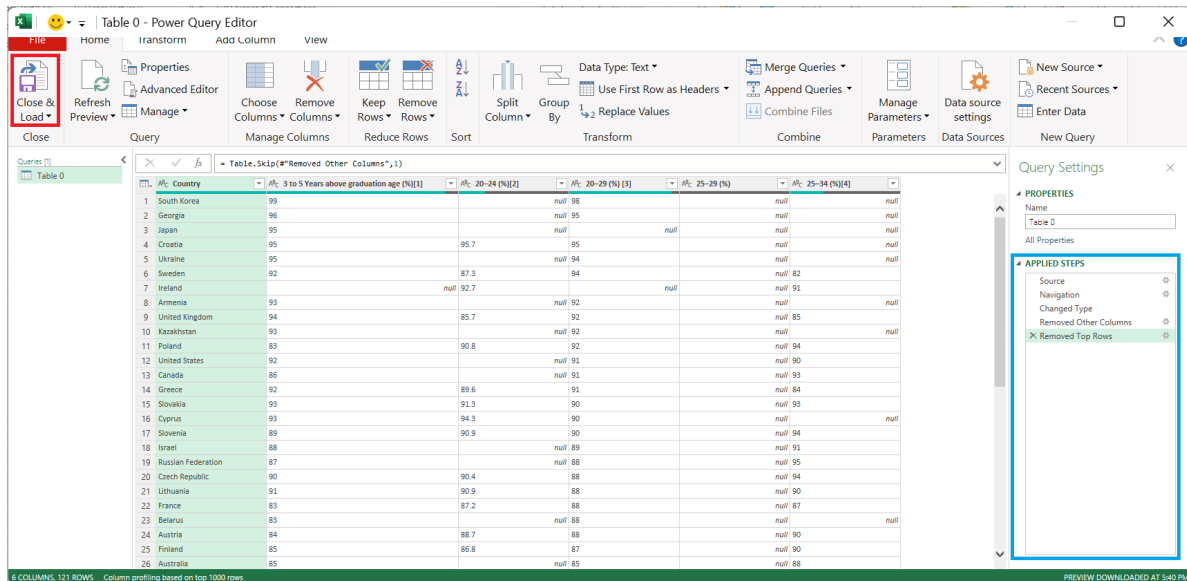 Table 0 - Power Query Editor
File Home Transform Add Column View
Close & Load
Refresh Preview
Properties
Advanced Editor
Manage
Choose Columns
Remove Columns
Keep Rows
Remove Rows
Split Column
Group By
Data Type: Text
Use First Row as Headers
Replace Values
Merge Queries
Append Queries
Combine Files
Manage Parameters
Data source settings
New Source
Recent Sources
Enter Data
Close Query Manage Columns Reduce Rows Sort Transform Combine Parameters Data Sources New Query
Queries [1]
Table 0
fx = Table.Skip(#"Removed Other Columns",1)
Country 3 to 5 Years above graduation age (%)[1] 20–24 (%)[2] 20–29 (%) [3] 25–29 (%) 25–34 (%)[4]
1 South Korea 99 null 98 null null
2 Georgia 96 null 95 null null
3 Japan 95 null null null null
4 Croatia 95 95.7 95 null null
5 Ukraine 95 null 94 null null
6 Sweden 92 87.3 94 null 82
7 Ireland null 92.7 null null 91
8 Armenia 93 null 92 null null
9 United Kingdom 94 85.7 92 null 85
10 Kazakhstan 93 null 92 null null
11 Poland 83 90.8 92 null 94
12 United States 92 null 91 null 90
13 Canada 86 null 91 null 93
14 Greece 92 89.6 91 null 84
15 Slovakia 93 91.3 90 null 93
16 Cyprus 93 94.3 90 null null
17 Slovenia 89 90.9 90 null 94
18 Israel 88 null 89 null 91
19 Russian Federation 87 null 88 null 95
20 Czech Republic 90 90.4 88 null 94
21 Lithuania 91 90.9 88 null 90
22 France 83 87.2 88 null 87
23 Belarus 83 null 88 null null
24 Austria 84 88.7 88 null 90
25 Finland 85 86.8 87 null 90
26 Australia 85 null 85 null 88
Query Settings
PROPERTIES
Name
Table 0
All Properties
APPLIED STEPS
Source
Navigation
Changed Type
Removed Other Columns
Removed Top Rows
6 COLUMNS, 121 ROWS Column profiling based on top 1000 rows PREVIEW DOWNLOADED AT 5:40 PM